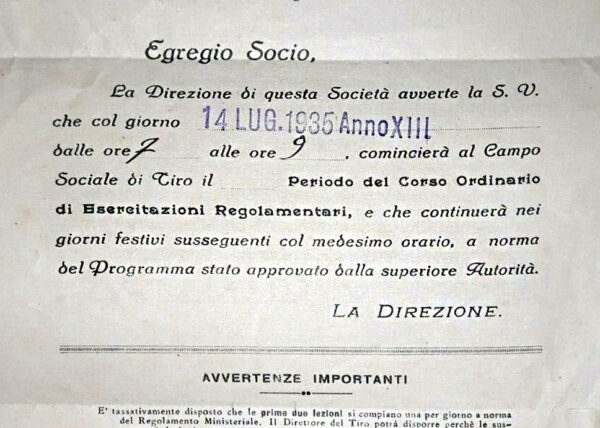 Egregio Socio,
La Direzione di questa Società avverte la S. V.
che col giorno 14 LUG. 1935 Anno XIII
dalle ore 7 alle ore 9, comincierà al Campo
Sociale di Tiro il Periodo del Corso Ordinario
di Esercitazioni Regolamentari, e che continuerà nei
giorni festivi susseguenti col medesimo orario, a norma
del Programma stato approvato dalla superiore Autorità.
LA DIREZIONE.
AVVERTENZE IMPORTANTI
E' tassativamente disposto che le prime due lezioni si compiano una per giorno a norma
del Regolamento Ministeriale. Il Direttore del Tiro potrà disporre perchè le sus-